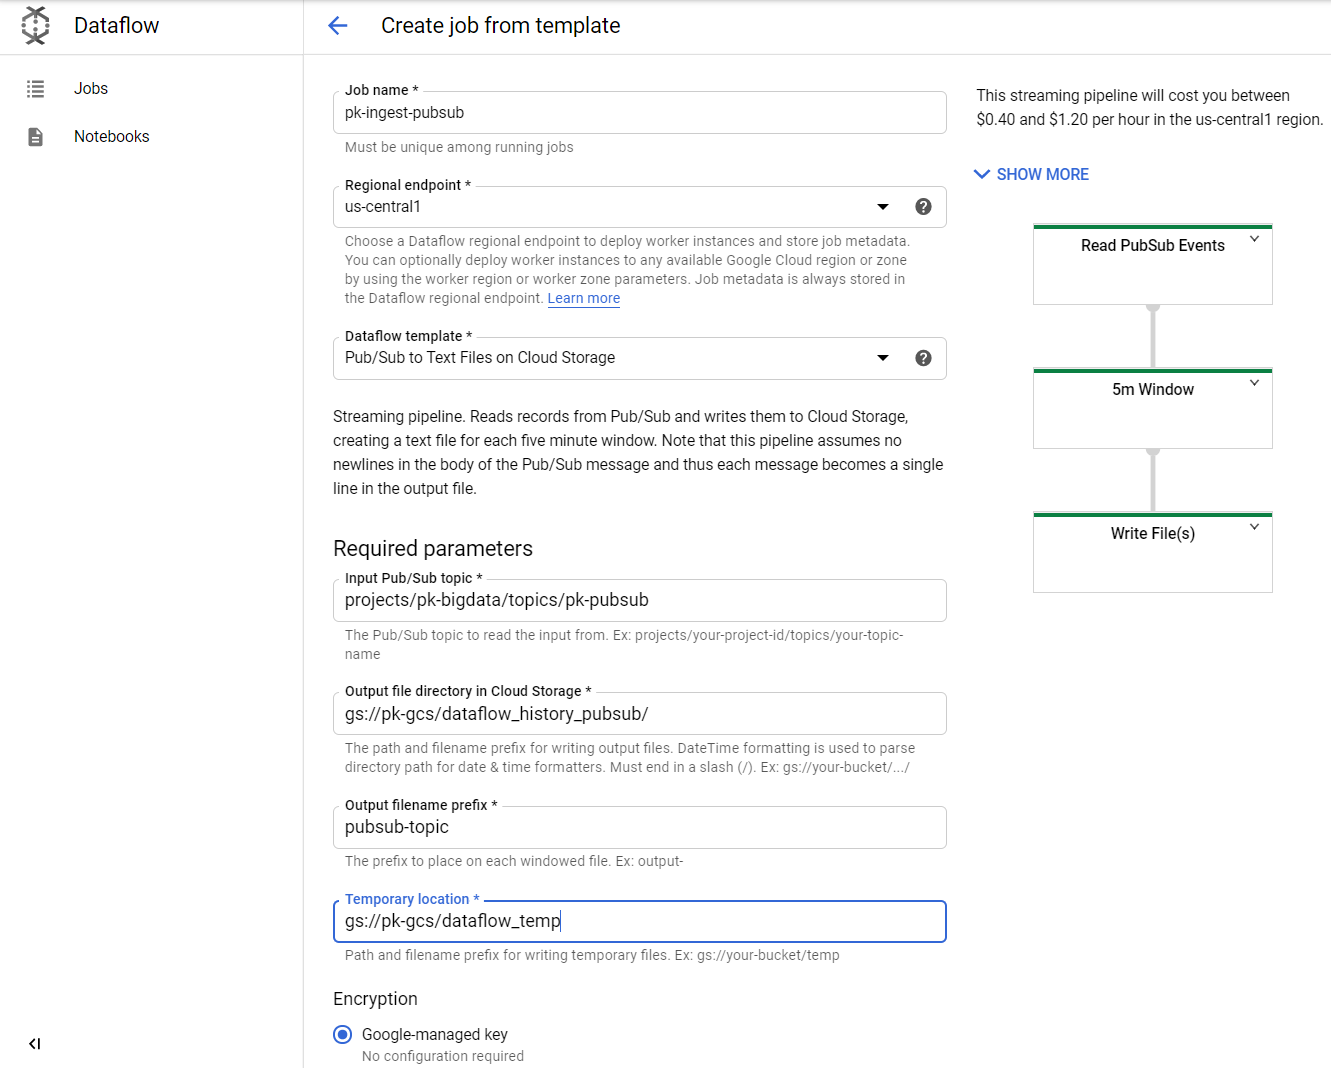 Dataflow
Create job from template
Jobs
Notebooks
Job name *
pk-ingest-pubsub
Must be unique among running jobs
Regional endpoint *
us-central1
Choose a Dataflow regional endpoint to deploy worker instances and store job metadata.
You can optionally deploy worker instances to any available Google Cloud region or zone
by using the worker region or worker zone parameters. Job metadata is always stored in
the Dataflow regional endpoint. Learn more
Dataflow template *
Pub/Sub to Text Files on Cloud Storage
Streaming pipeline. Reads records from Pub/Sub and writes them to Cloud Storage,
creating a text file for each five minute window. Note that this pipeline assumes no
newlines in the body of the Pub/Sub message and thus each message becomes a single
line in the output file.
Required parameters
Input Pub/Sub topic *
projects/pk-bigdata/topics/pk-pubsub
The Pub/Sub topic to read the input from. Ex: projects/your-project-id/topics/your-topic-
name
Output file directory in Cloud Storage *
gs://pk-gcs/dataflow_history_pubsub/
The path and filename prefix for writing output files. DateTime formatting is used to parse
directory path for date & time formatters. Must end in a slash (/). Ex: gs://your-bucket/.../
Output filename prefix *
pubsub-topic
The prefix to place on each windowed file. Ex: output-
Temporary location *
gs://pk-gcs/dataflow_temp
Path and filename prefix for writing temporary files. Ex: gs://your-bucket/temp
Encryption
Google-managed key
No configuration required
This streaming pipeline will cost you between
$0.40 and $1.20 per hour in the us-central1 region.
SHOW MORE
Read PubSub Events
5m Window
Write File(s)